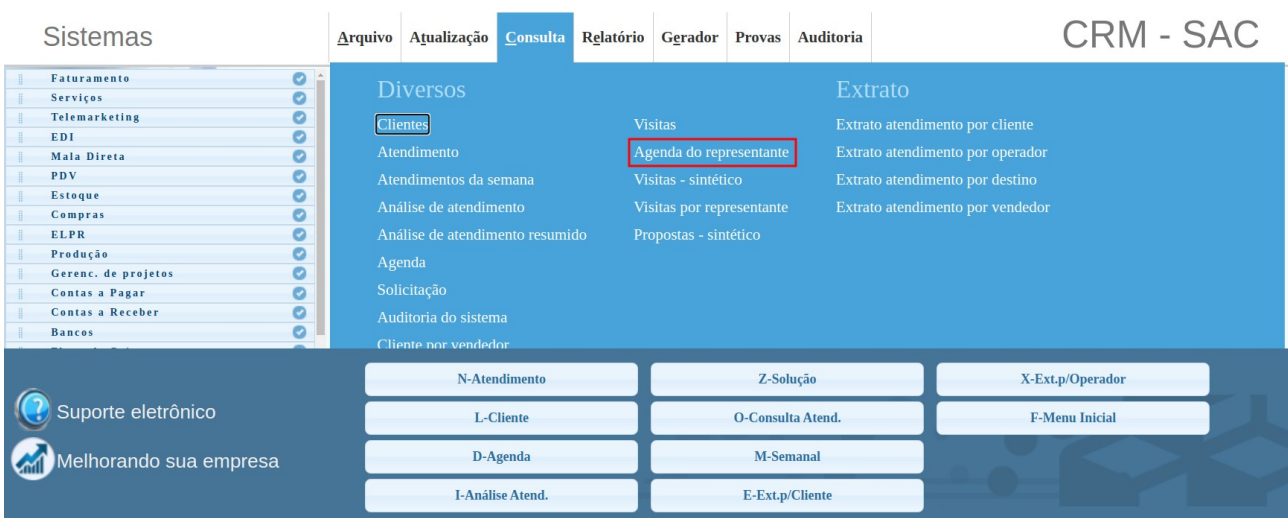 Sistemas
Arquivo Atualização Consulta Relatório Gerador Provas Auditoria
CRM - SAC
Faturamento
Serviços
Telemarketing
EDI
Mala Direta
PDV
Estoque
Compras
ELPR
Produção
Gerenc. de projetos
Contas a Pagar
Contas a Receber
Bancos
Diversos
Clientes
Atendimento
Atendimentos da semana
Análise de atendimento
Análise de atendimento resumido
Agenda
Solicitação
Auditoria do sistema
Cliente por vendedor
Visitas
Agenda do representante
Visitas - sintético
Visitas por representante
Propostas - sintético
Extrato
Extrato atendimento por cliente
Extrato atendimento por operador
Extrato atendimento por destino
Extrato atendimento por vendedor
Suporte eletrônico
Melhorando sua empresa
N-Atendimento
Z-Solução
X-Ext.p/Operador
L-Cliente
O-Consulta Atend.
F-Menu Inicial
D-Agenda
M-Semanal
I-Análise Atend.
E-Ext.p/Cliente